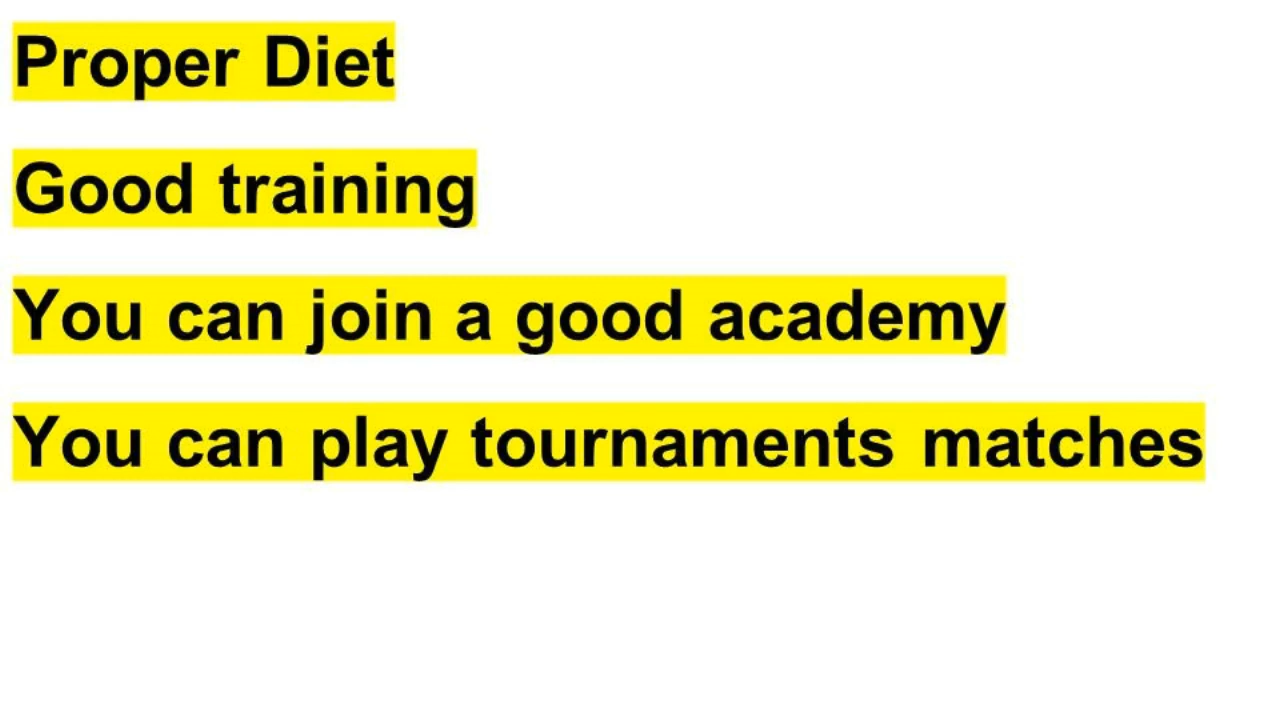 Proper Diet
Good training
You can join a good academy
You can play tournaments matches